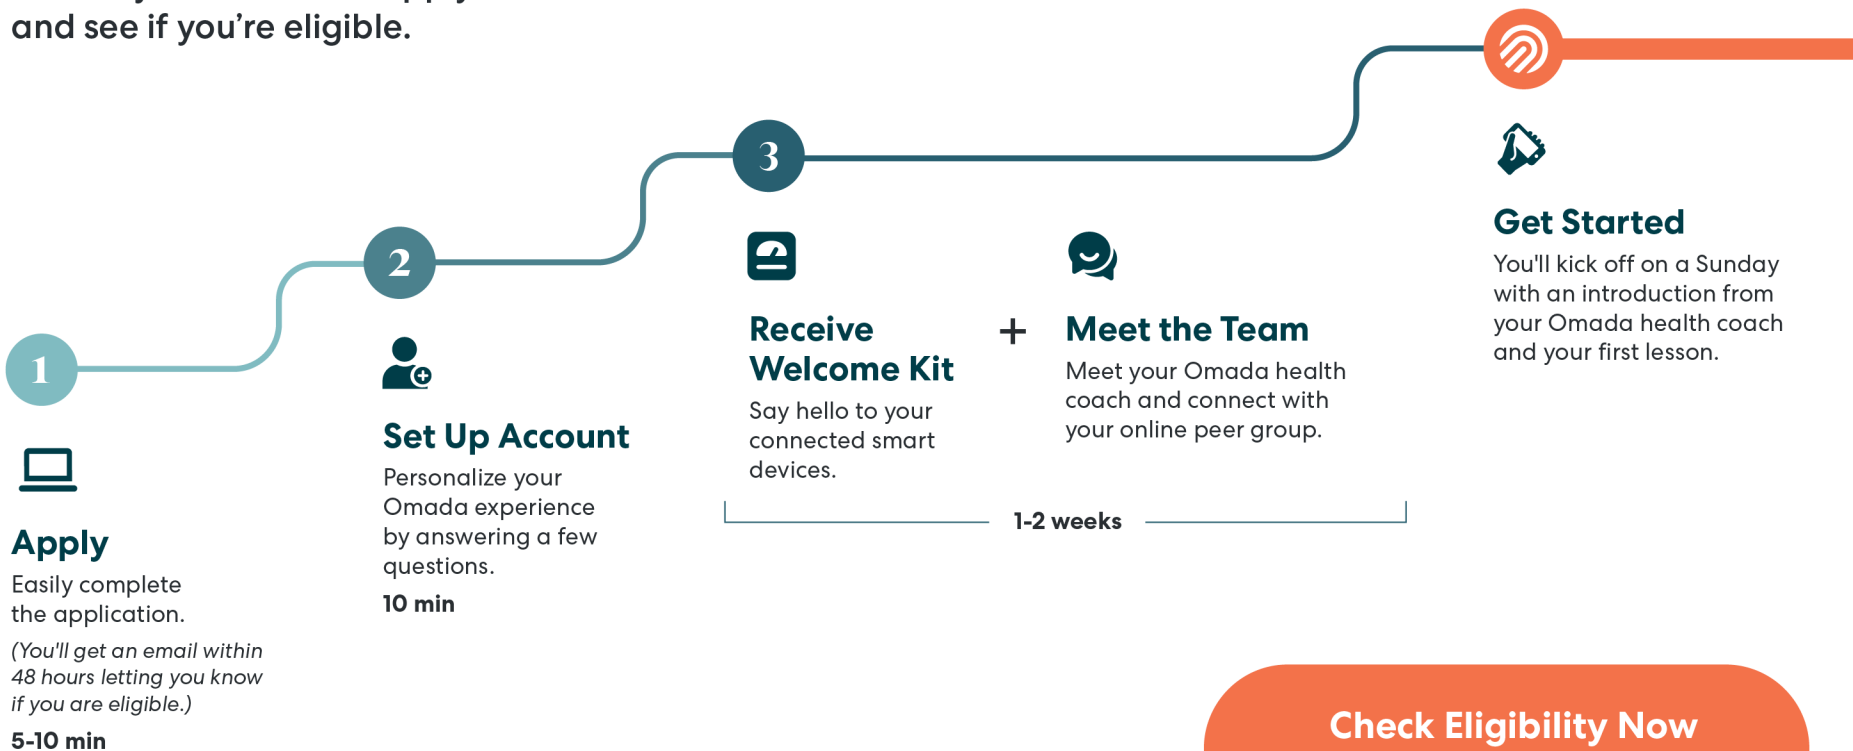 and see if you’re eligible.
1
Apply
Easily complete
the application.
(You'll get an email within
48 hours letting you know
if you are eligible.)
5-10 min
2
Set Up Account
Personalize your
Omada experience
by answering a few
questions.
10 min
3
Receive
Welcome Kit
Say hello to your
connected smart
devices.
+
Meet the Team
Meet your Omada health
coach and connect with
your online peer group.
1-2 weeks
Get Started
You'll kick off on a Sunday
with an introduction from
your Omada health coach
and your first lesson.
Check Eligibility Now